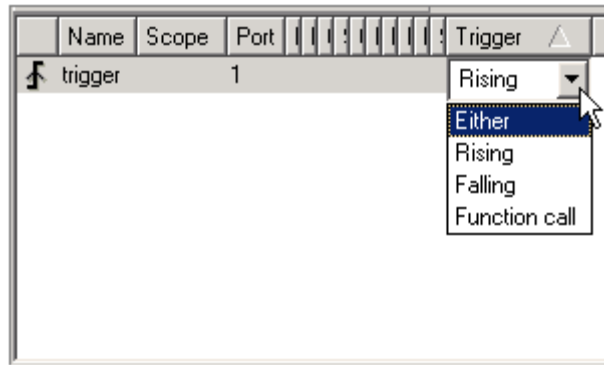 Name Scope Port Trigger
trigger 1 Rising
Either
Rising
Falling
Function call